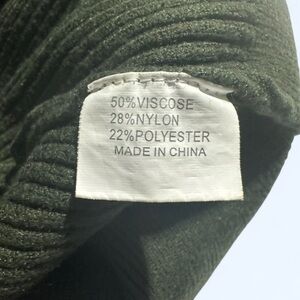 50%VISCOSE
28%NYLON
22%POLYESTER
MADE IN CHINA